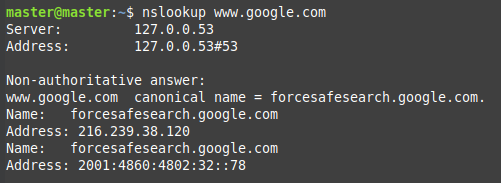 master@master:~$ nslookup www.google.com
Server:         127.0.0.53
Address:        127.0.0.53#53

Non-authoritative answer:
www.google.com  canonical name = forcesafesearch.google.com.
Name:   forcesafesearch.google.com
Address: 216.239.38.120
Name:   forcesafesearch.google.com
Address: 2001:4860:4802:32::78